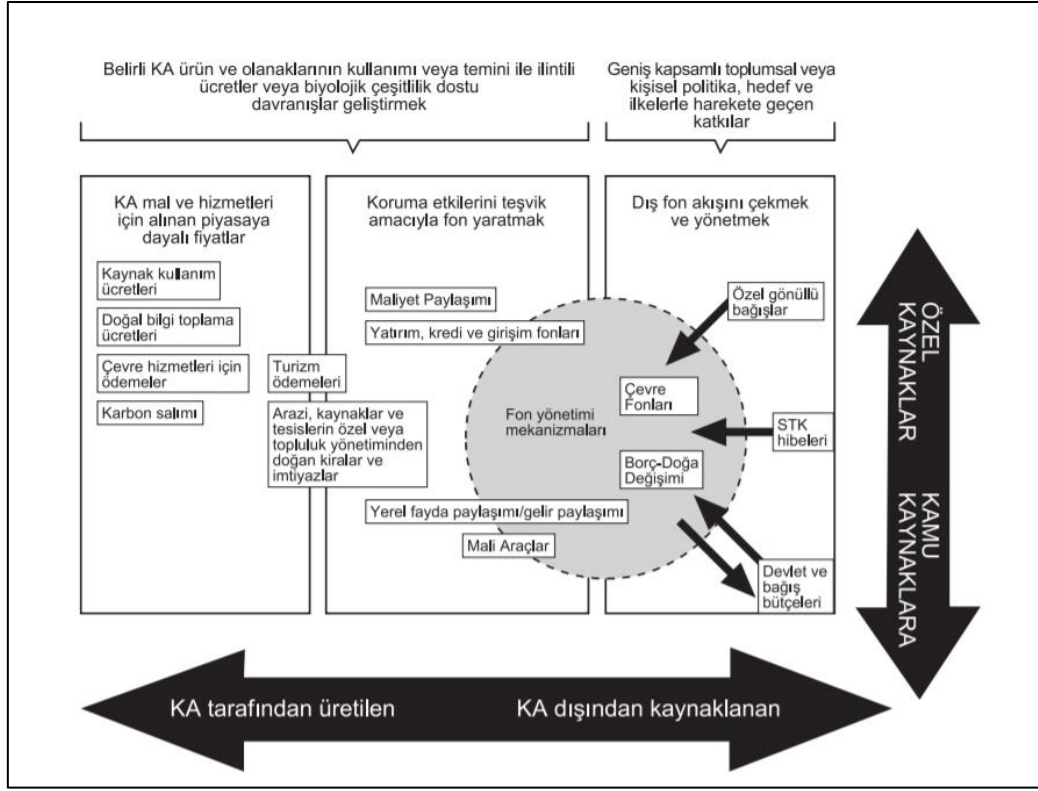 Belirli KA ürün ve olanaklarının kullanımı veya temini ile ilintili
ücretler veya biyolojik çeşitlilik dostu
davranışlar geliştirmek
Geniş kapsamlı toplumsal veya
kişisel politika, hedef ve
ilkelerle harekete geçen
katkılar
KA mal ve hizmetleri
için alınan piyasaya
dayalı fiyatlar
Kaynak kullanım
ücretleri
Doğal bilgi toplama
ücretleri
Çevre hizmetleri için
ödemeler
Karbon salımı
Turizm
ödemeleri
Arazi, kaynaklar ve
tesislerin özel veya
topluluk yönetiminden
doğan kiralar ve
imtiyazlar
Koruma etkilerini teşvik
amacıyla fon yaratmak
Maliyet Paylaşımı
Yatırım, kredi ve girişim fonları
Fon yönetimi
mekanizmaları
Yerel fayda paylaşımı/gelir paylaşımı
Mali Araçlar
Dış fon akışını çekmek
ve yönetmek
Özel gönüllü
bağışlar
Çevre
Fonları
STK
hibeleri
Borç-Doğa
Değişimi
Devlet ve
bağış
bütçeleri
ÖZEL
KAYNAKLAR
KAMU
KAYNAKLARA
KA tarafından üretilen
KA dışından kaynaklanan